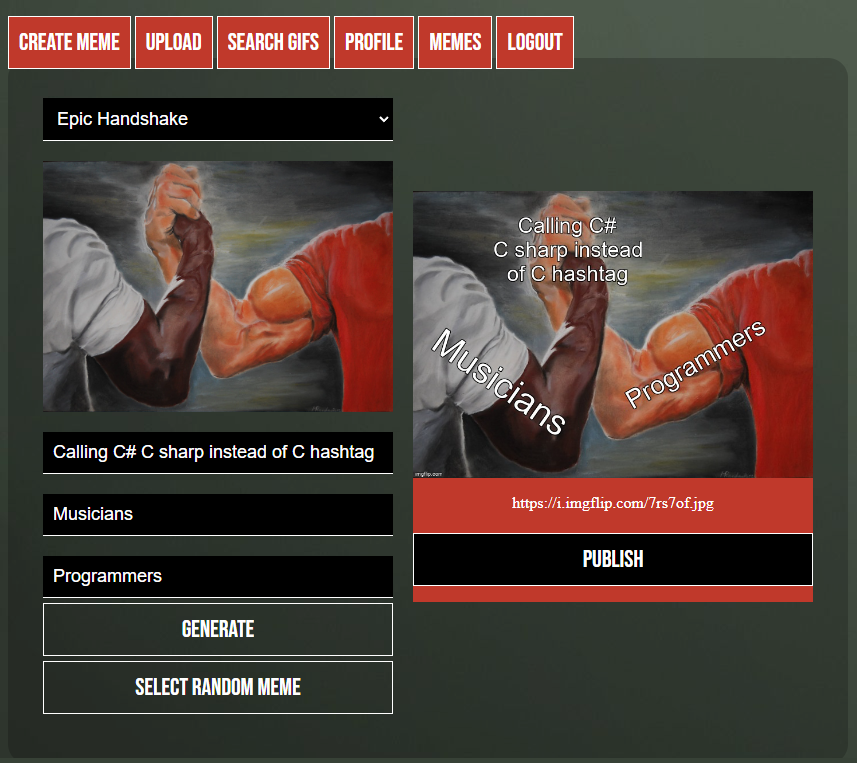 CREATE MEME
UPLOAD
SEARCH GIFS
PROFILE
MEMES
LOGOUT
Epic Handshake
Calling C# C sharp instead of C hashtag
Musicians
Programmers
GENERATE
SELECT RANDOM MEME
Calling C#
C sharp instead
of C hashtag
Musicians
Programmers
imgflip.com
https://i.imgflip.com/7rs7of.jpg
PUBLISH